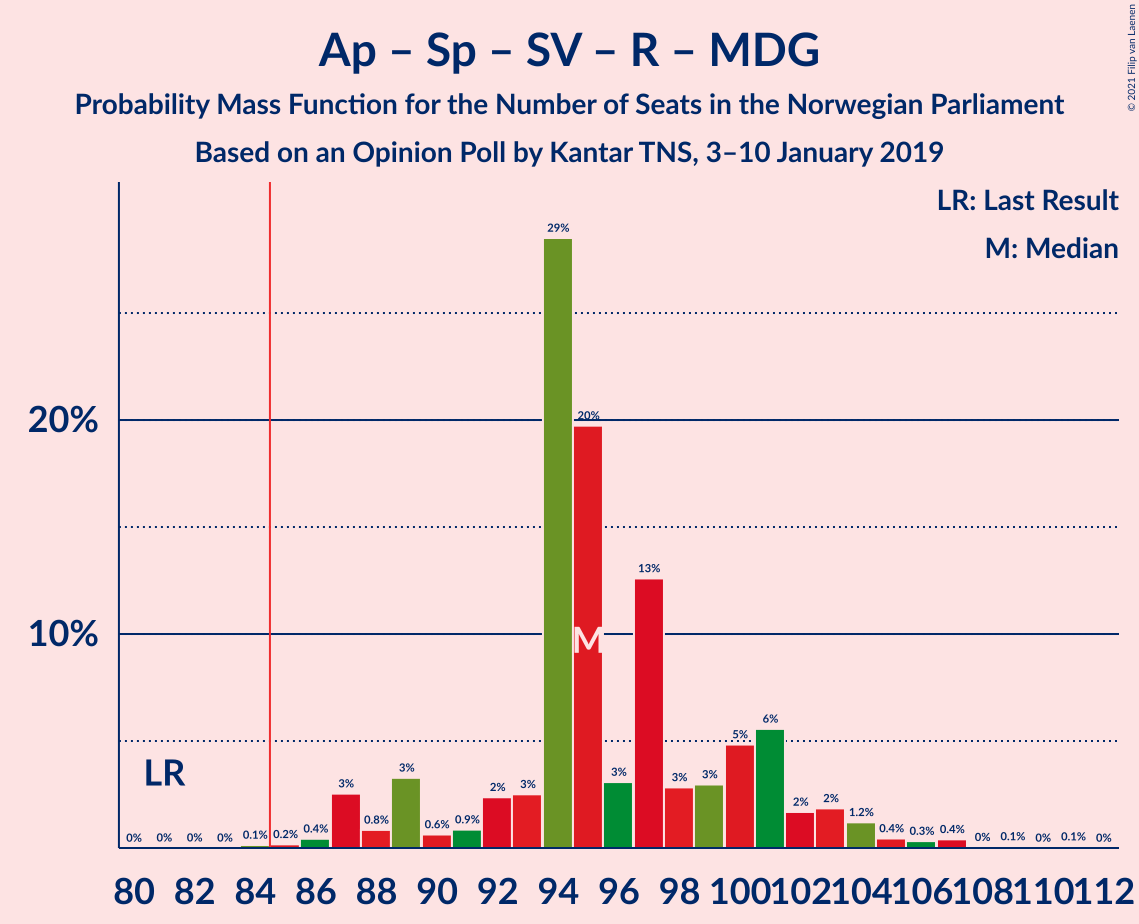 Ap – Sp – SV – R – MDG
Probability Mass Function for the Number of Seats in the Norwegian Parliament
Based on an Opinion Poll by Kantar TNS, 3–10 January 2019
© 2021 Filip van Laenen
LR: Last Result
M: Median
29%
20%
20%
13%
M
10%
6%
5%
LR
3%
3%
3%
3%
3%
3%
2%
2%
2%
1.2%
0.9%
0.8%
0.6%
0.4%
0.4%
0.4%
0.3%
0.2%
0.1%
0.1%
0.1%
0% 0% 0% 0% 0% 0% 0%
80 82 84 86 88 90 92 94 96 98 100 102 104 106 108 110 112